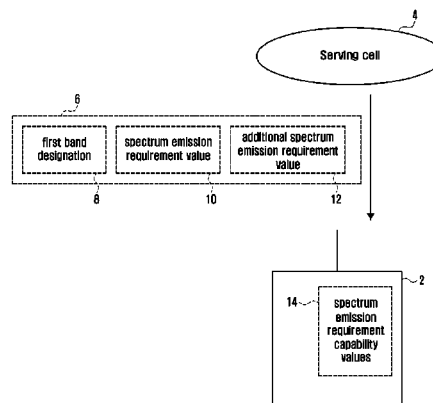 4
Serving cell
6
first band
designation
spectrum emission
requirement value
additional spectrum
emission requirement
value
8
10
12
2
14
spectrum
emission
requirement
capability
values